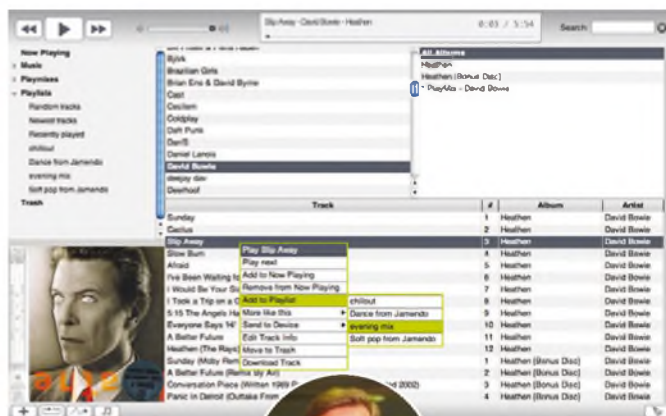 Slip Away - David Bowie - Heathen
0:05 / 5:54
Search:
Now Playing
Music
Playmixes
Playlists
Random tracks
Newest tracks
Recently played
chillout
Dance from Jamendo
evening mix
Soft pop from Jamendo
Trash
Bjork
Brazilian Girls
Brian Eno & David Byrne
Cast
Coldplay
Daft Punk
Daniel Lanois
David Bowie
deejay dav
Deerhoof
All Albums
Heathen
Heathen [Bonus Disc]
PlayMix - David Bowie
Track # Album Artist
Sunday 1 Heathen David Bowie
Cactus 2 Heathen David Bowie
Slip Away 3 Heathen David Bowie
Slow Burn 4 Heathen David Bowie
Afraid 5 Heathen David Bowie
I've Been Waiting fo 6 Heathen David Bowie
I Would Be Your Sl 7 Heathen David Bowie
I Took a Trip on a G 8 Heathen David Bowie
5:15 The Angels Ha 9 Heathen David Bowie
Everyone Says 'Hi' 10 Heathen David Bowie
A Better Future 11 Heathen David Bowie
Heathen (The Rays) 12 Heathen David Bowie
Sunday (Moby Rem 1 Heathen [Bonus Disc] David Bowie
A Better Future (Remix by Air) 2 Heathen [Bonus Disc] David Bowie
Conversation Piece (Written 1969 R 2002) 3 Heathen [Bonus Disc] David Bowie
Panic in Detroit (Outtake From 4 Heathen [Bonus Disc] David Bowie
Play Slip Away
Play next
Add to Now Playing
Remove from Now Playing
Add to Playlist
More like this
Send to Device
Edit Track Info
Move to Trash
Download Track
chillout
Dance from Jamendo
evening mix
Soft pop from Jamendo